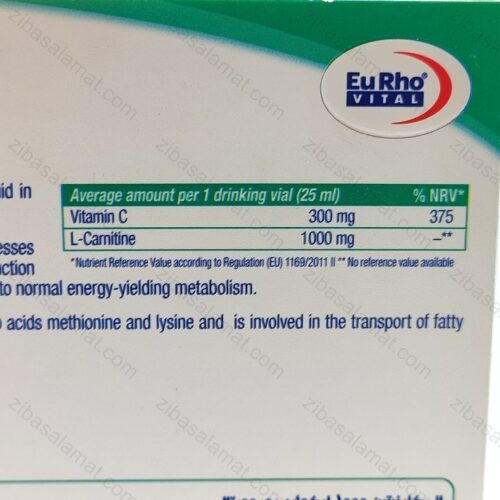 EuRho®
VITAL
id in
Average amount per 1 drinking vial (25 ml) % NRV*
Vitamin C 300 mg 375
L-Carnitine 1000 mg –**
*Nutrient Reference Value according to Regulation (EU) 1169/2011 II ** No reference value available
esses
ction
to normal energy-yielding metabolism.
acids methionine and lysine and is involved in the transport of fatty
zibasalamat.com